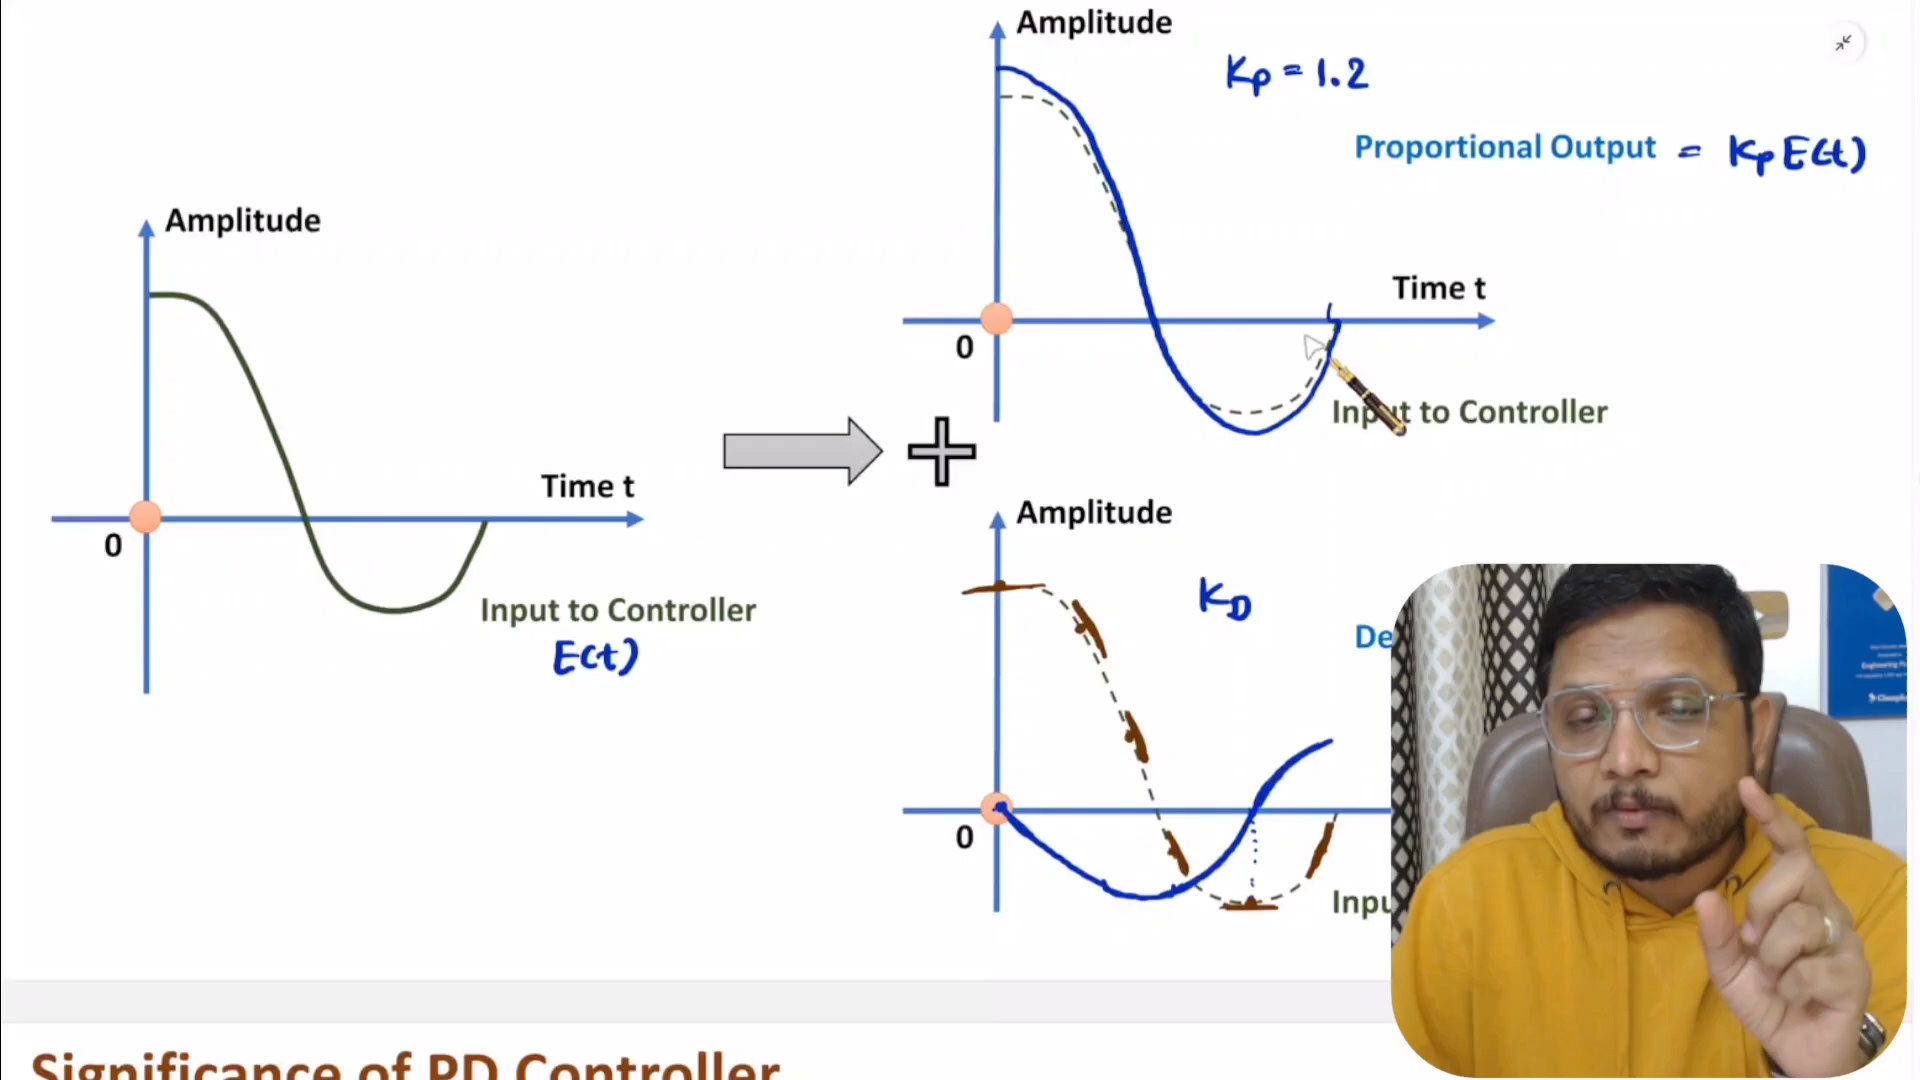 Amplitude
Time t
0
Input to Controller
E(t)
Amplitude
Kp = 1.2
Proportional Output = Kp E(t)
Time t
0
Input to Controller
Amplitude
KD
De
0
Inpu
Significance of PD Controller